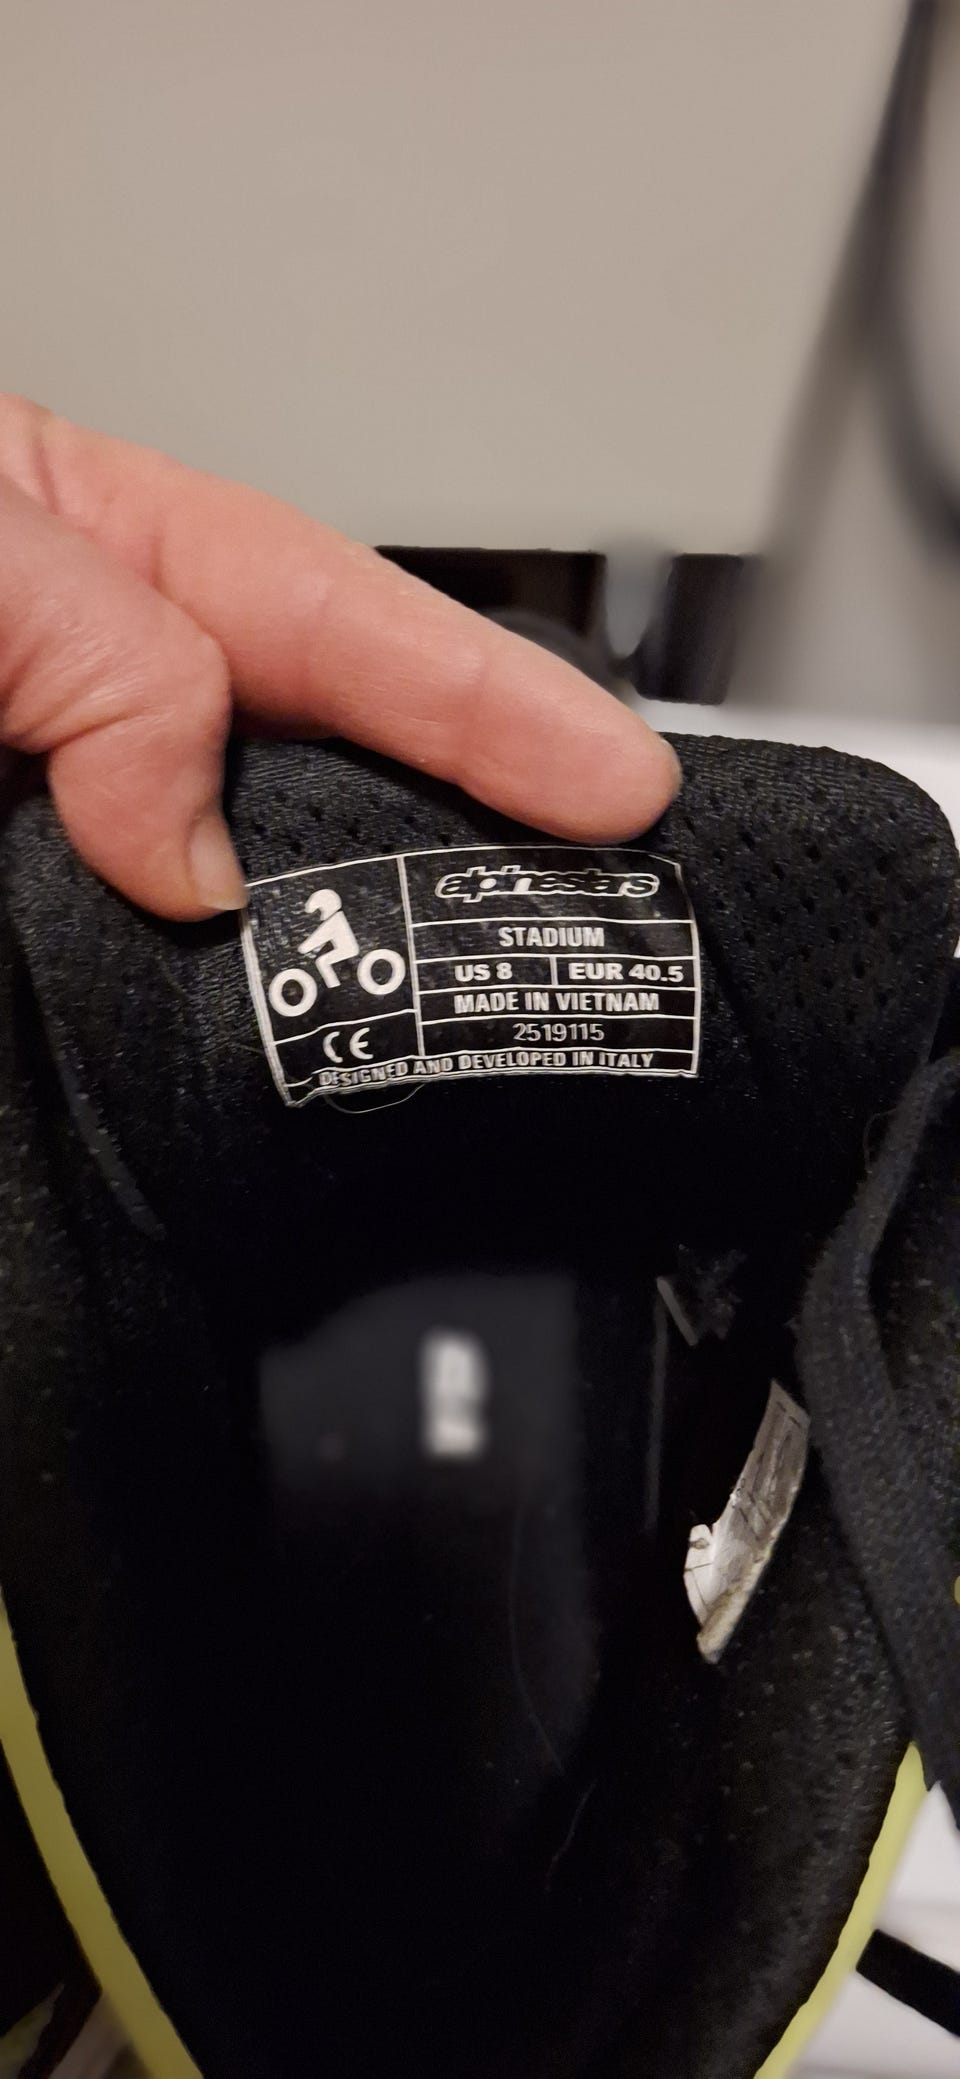 alpinestars
STADIUM
US 8 EUR 40.5
MADE IN VIETNAM
2519115
CE
DESIGNED AND DEVELOPED IN ITALY